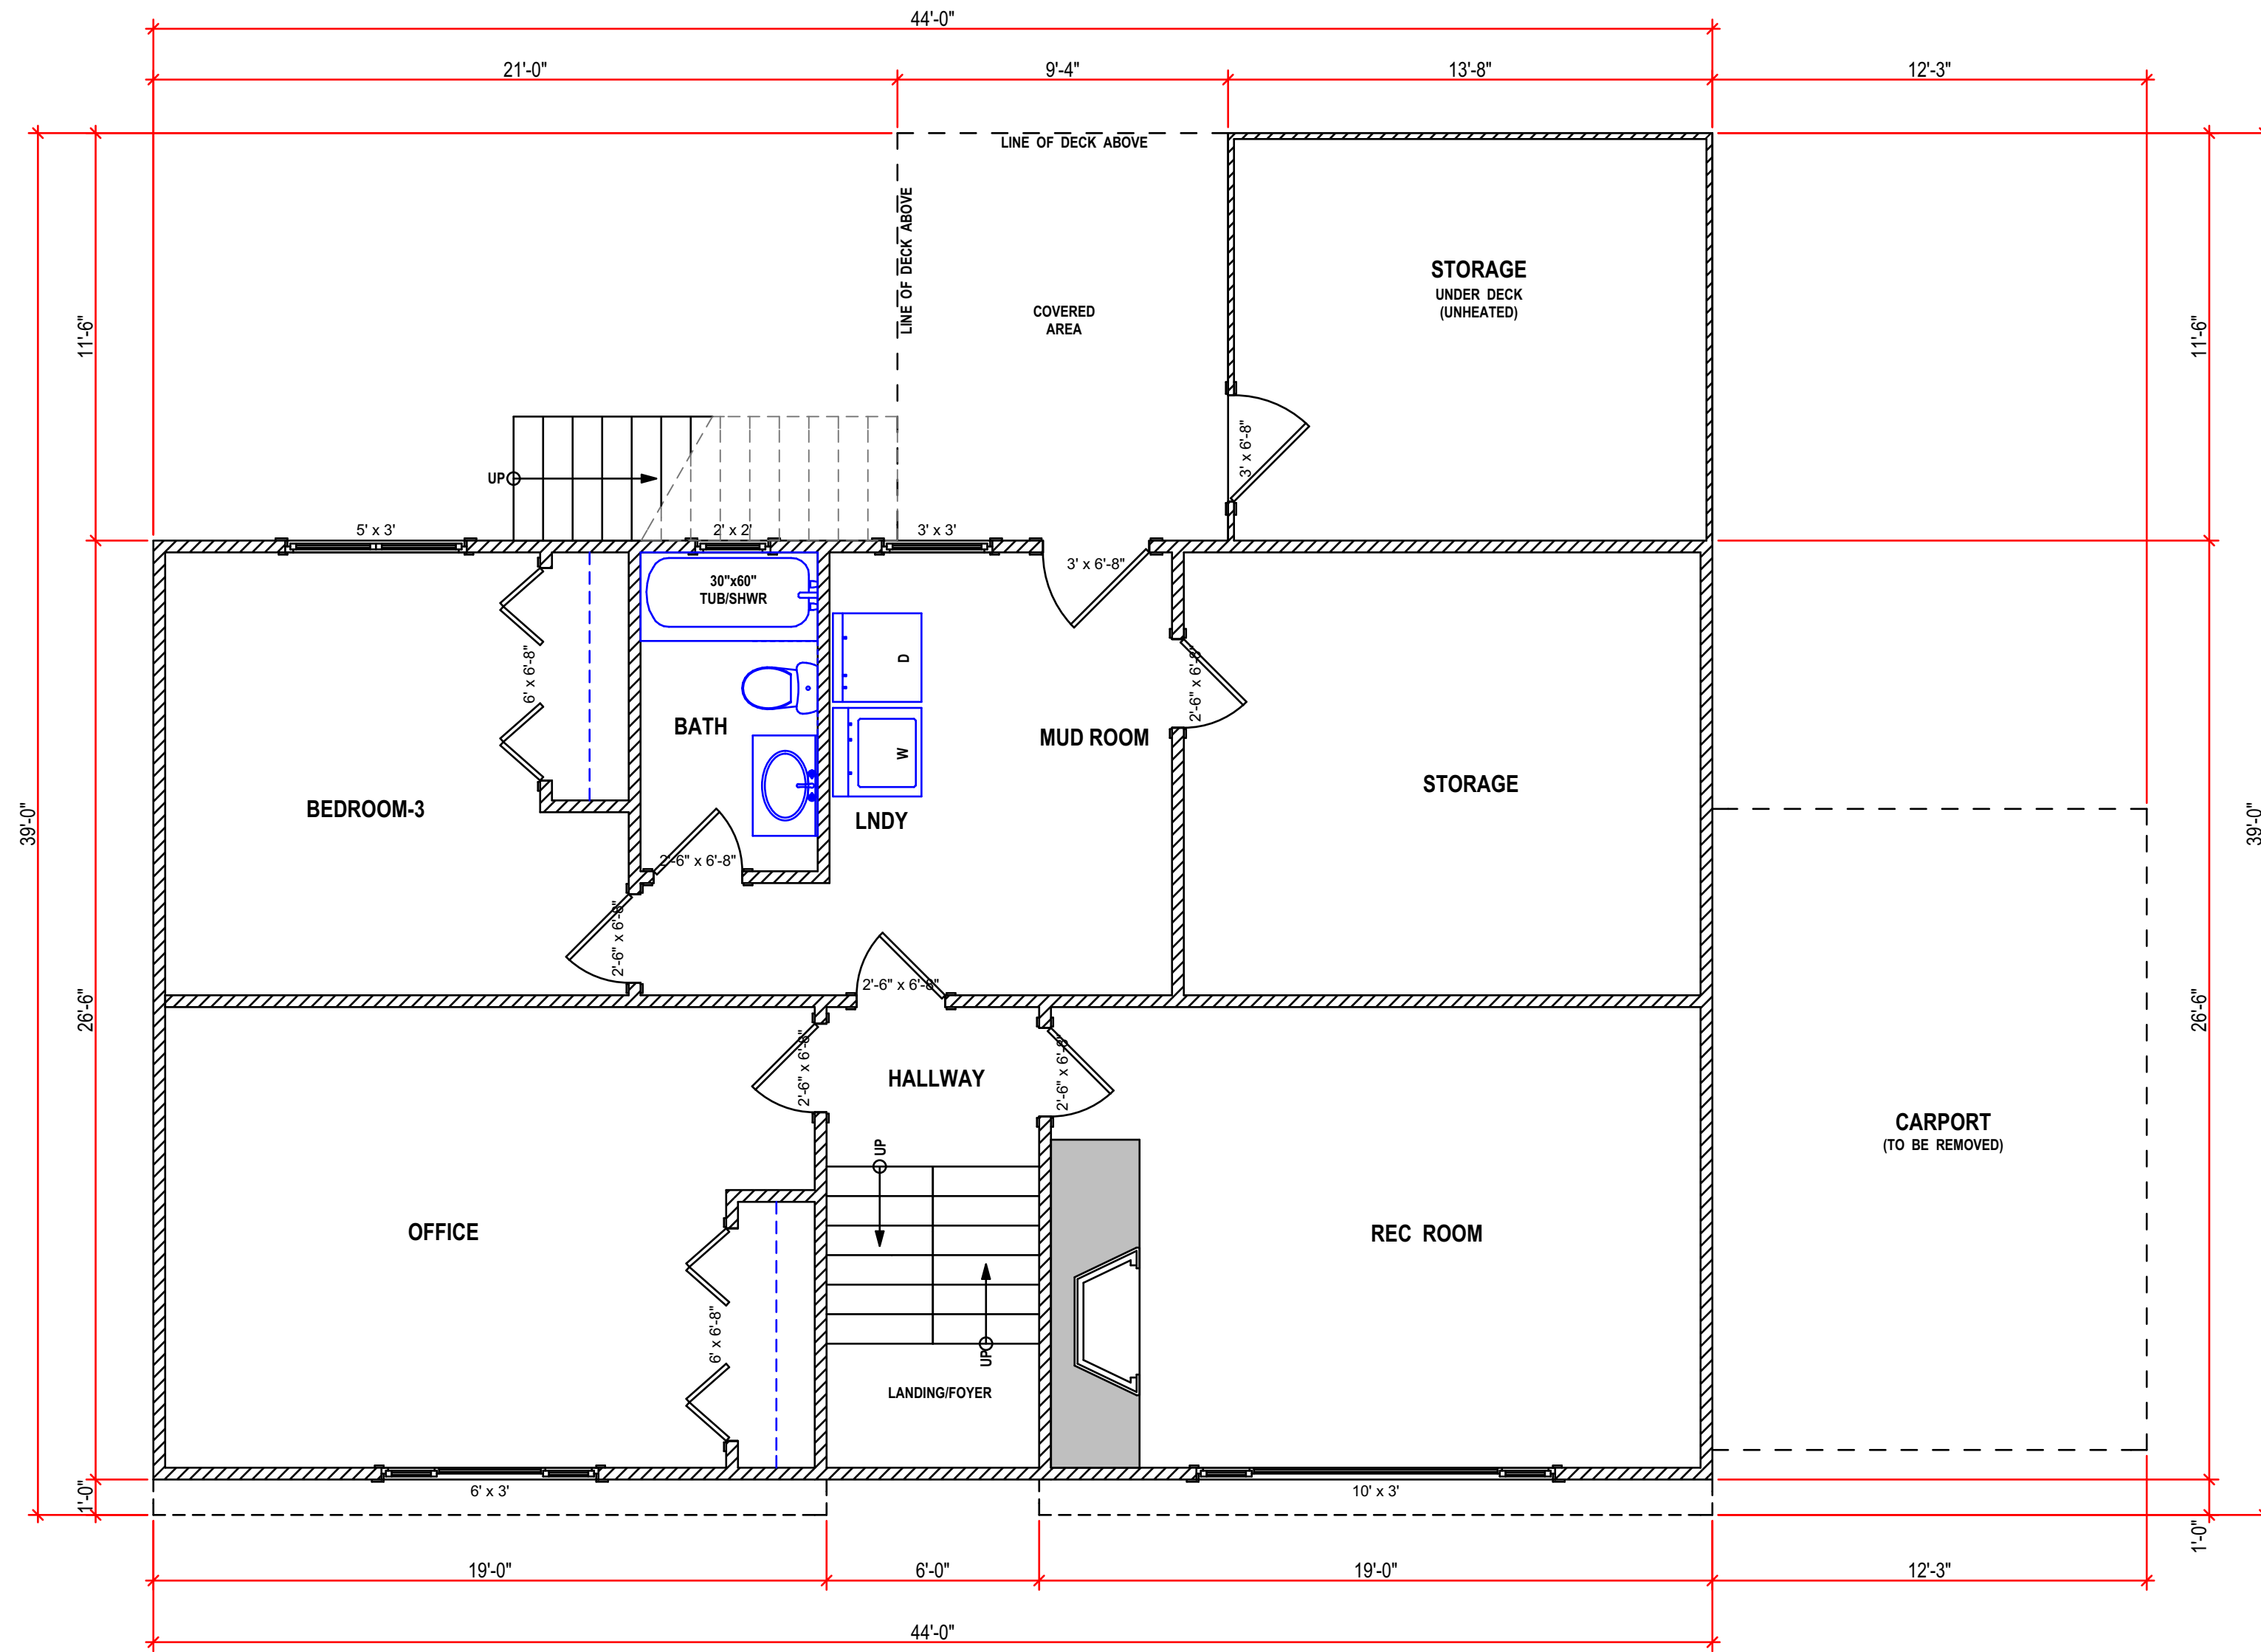 44'-0"
21'-0"
9'-4"
13'-8"
12'-3"
LINE OF DECK ABOVE
LINE OF DECK ABOVE
STORAGE
UNDER DECK
(UNHEATED)
COVERED
AREA
11'-6"
11'-6"
3' x 6'-8"
UP
5' x 3'
2' x 2'
3' x 3'
3' x 6'-8"
30"x60"
TUB/SHWR
D
2'-6" x 6'-8"
6' x 6'-8"
BATH
MUD ROOM
W
STORAGE
BEDROOM-3
LNDY
39'-0"
39'-0"
2'-6" x 6'-8"
2'-6" x 6'-8"
2'-6" x 6'-8"
26'-6"
26'-6"
2'-6" x 6'-8"
2'-6" x 6'-8"
HALLWAY
CARPORT
(TO BE REMOVED)
UP
OFFICE
REC ROOM
6' x 6'-8"
UP
LANDING/FOYER
6' x 3'
10' x 3'
1'-0"
1'-0"
19'-0"
6'-0"
19'-0"
12'-3"
44'-0"